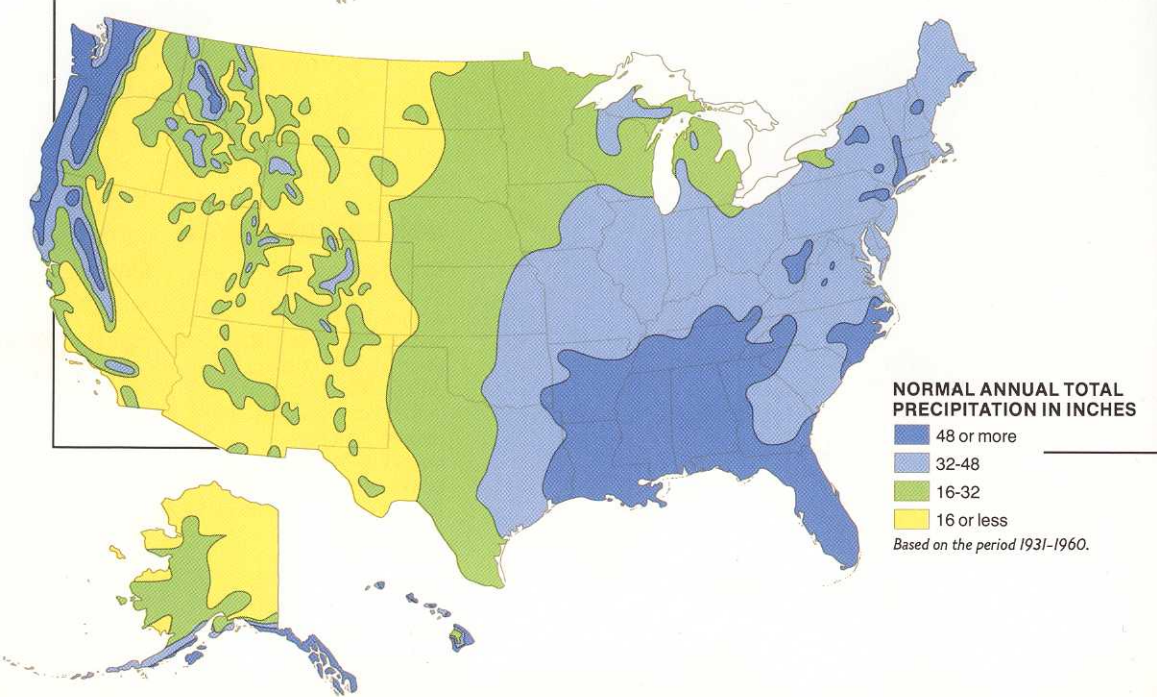 NORMAL ANNUAL TOTAL
PRECIPITATION IN INCHES
48 or more
32-48
16-32
16 or less
Based on the period 1931-1960.